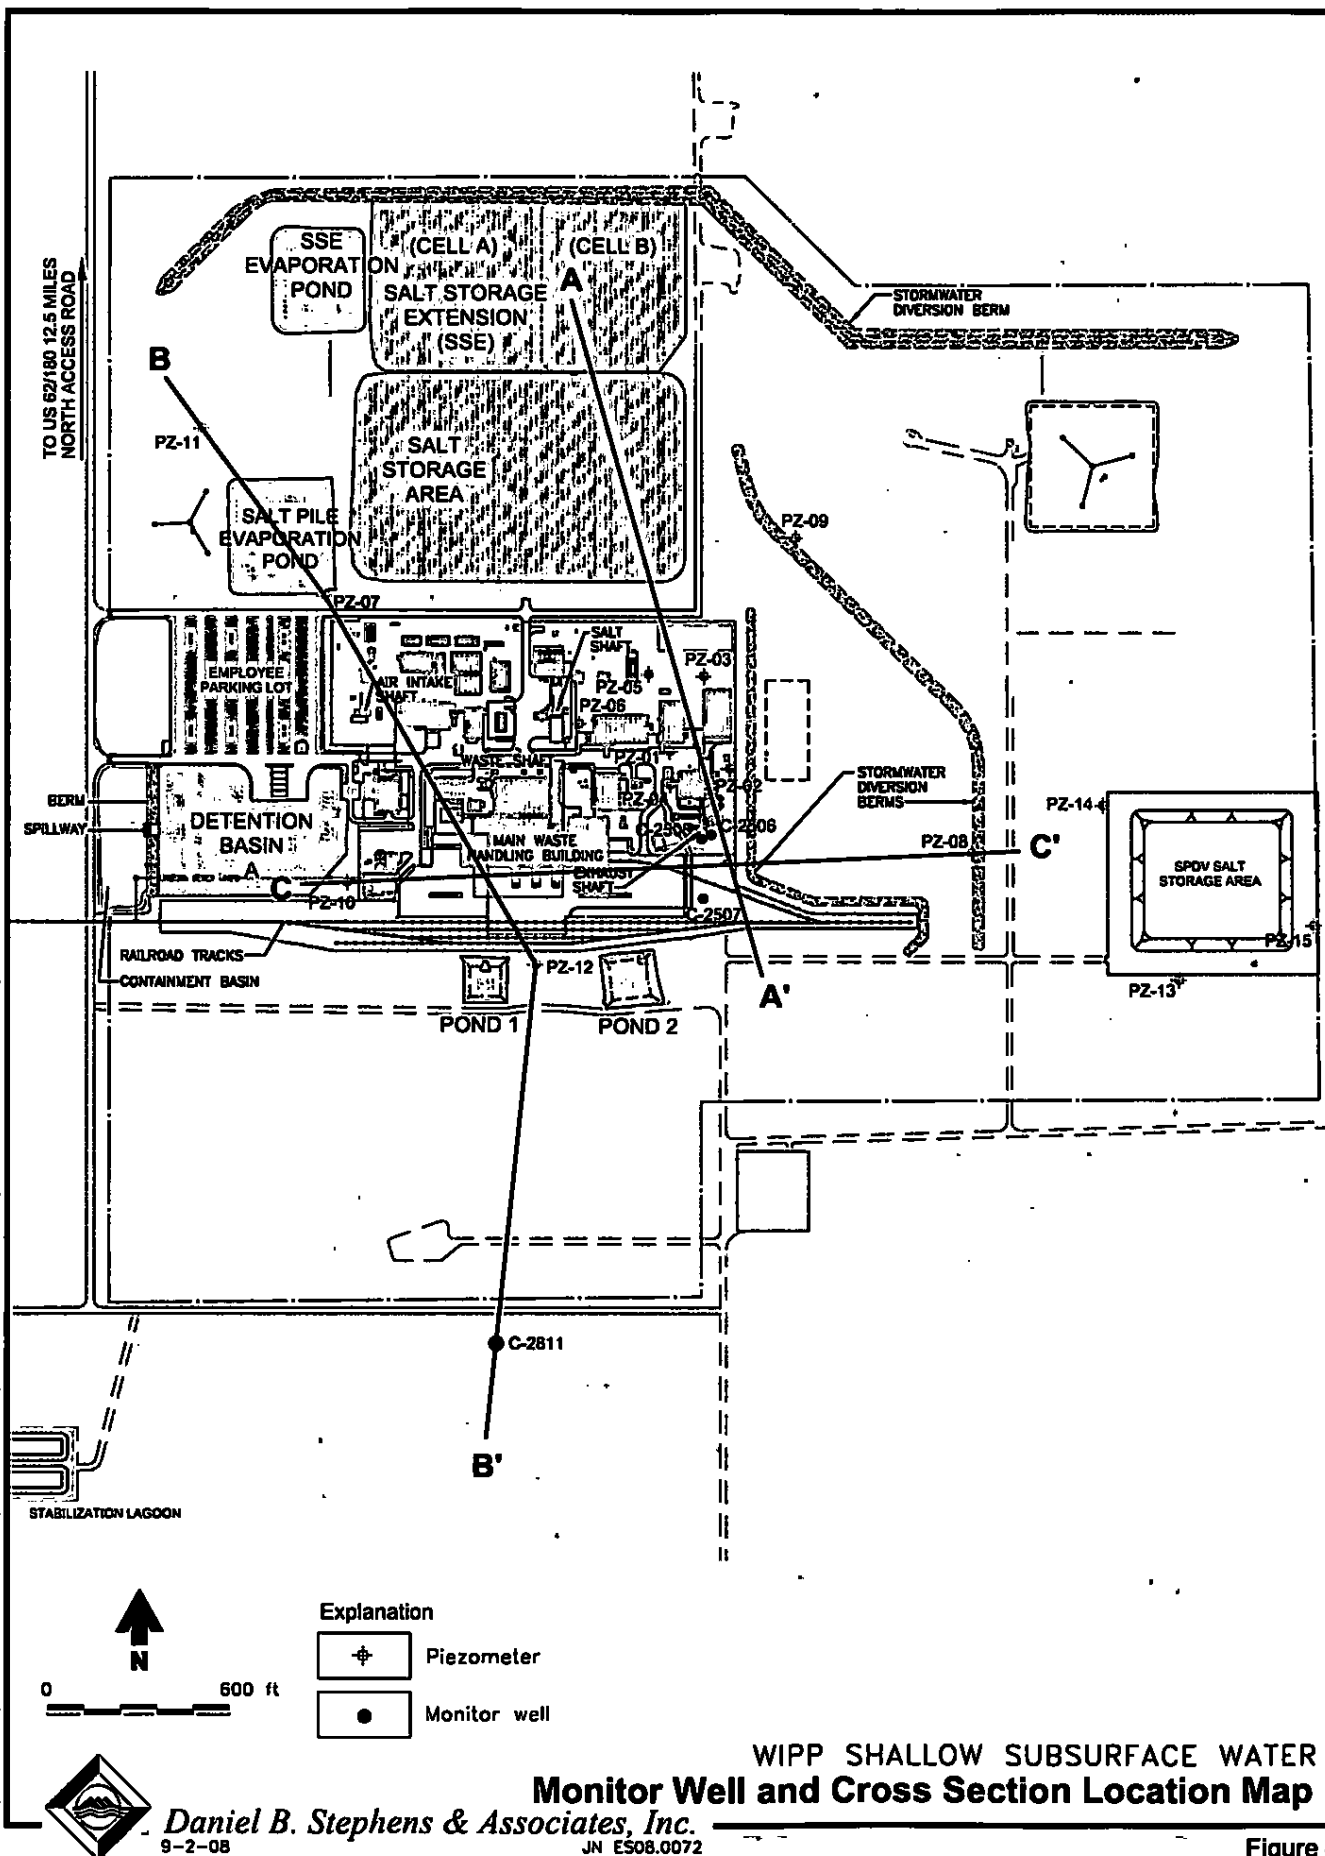 TO US 62/180 12.5 MILES
NORTH ACCESS ROAD
SSE
EVAPORATION
POND
(CELL A)
(CELL B)
A
SALT STORAGE
EXTENSION
(SSE)
STORMWATER
DIVERSION BERM
B
PZ-11
SALT
STORAGE
AREA
SALT PILE
EVAPORATION
POND
PZ-09
PZ-07
SALT
SHAFT
EMPLOYEE
PARKING LOT
AIR INTAKE
SHAFT
PZ-03
PZ-05
PZ-06
PZ-01
WASTE SHAFT
PZ-02
STORMWATER
DIVERSION
BERMS
BERM
SPILLWAY
DETENTION
BASIN
A
C-2506
MAIN WASTE
HANDLING BUILDING
EXHAUST
SHAFT
PZ-14
PZ-08
C'
SPDV SALT
STORAGE AREA
C
PZ-10
C-2507
RAILROAD TRACKS
CONTAINMENT BASIN
PZ-12
PZ-15
PZ-13
A'
POND 1
POND 2
C-2811
B'
STABILIZATION LAGOON
N
0 600 ft
Explanation
Piezometer
Monitor well
WIPP SHALLOW SUBSURFACE WATER
Monitor Well and Cross Section Location Map
Daniel B. Stephens & Associates, Inc.
9-2-08
JN ES08.0072
Figure